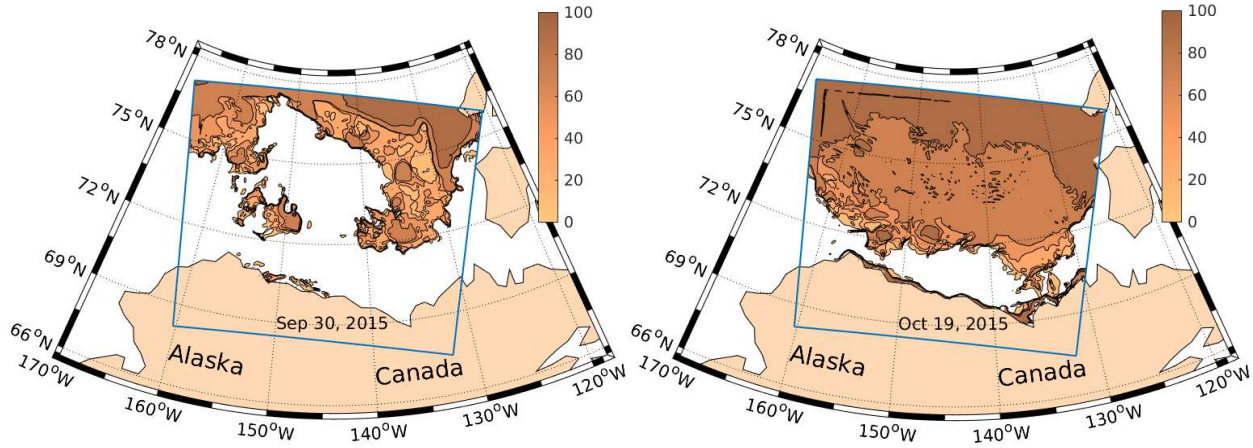 78°N
75°N
72°N
69°N
66°N
170°W
160°W
150°W
140°W
130°W
120°W
Sep 30, 2015
Alaska
Canada
100
80
60
40
20
0
78°N
75°N
72°N
69°N
66°N
170°W
160°W
150°W
140°W
130°W
120°W
Oct 19, 2015
Alaska
Canada
100
80
60
40
20
0